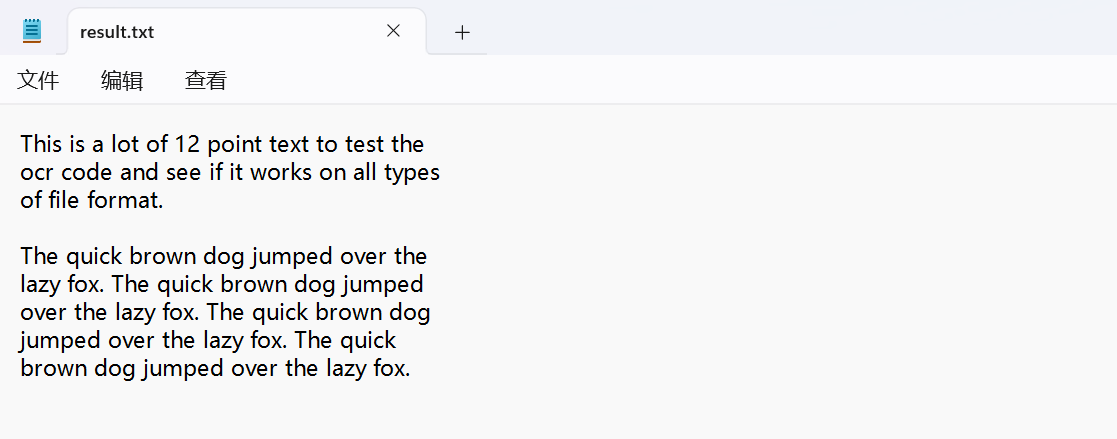 result.txt
文件 编辑 查看
This is a lot of 12 point text to test the
ocr code and see if it works on all types
of file format.
The quick brown dog jumped over the
lazy fox. The quick brown dog jumped
over the lazy fox. The quick brown dog
jumped over the lazy fox. The quick
brown dog jumped over the lazy fox.